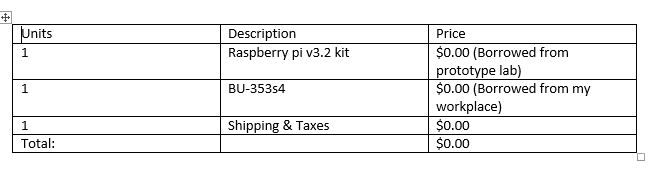 Units Description Price
1 Raspberry pi v3.2 kit $0.00 (Borrowed from
prototype lab)
1 BU-353s4 $0.00 (Borrowed from my
workplace)
1 Shipping & Taxes $0.00
Total: $0.00